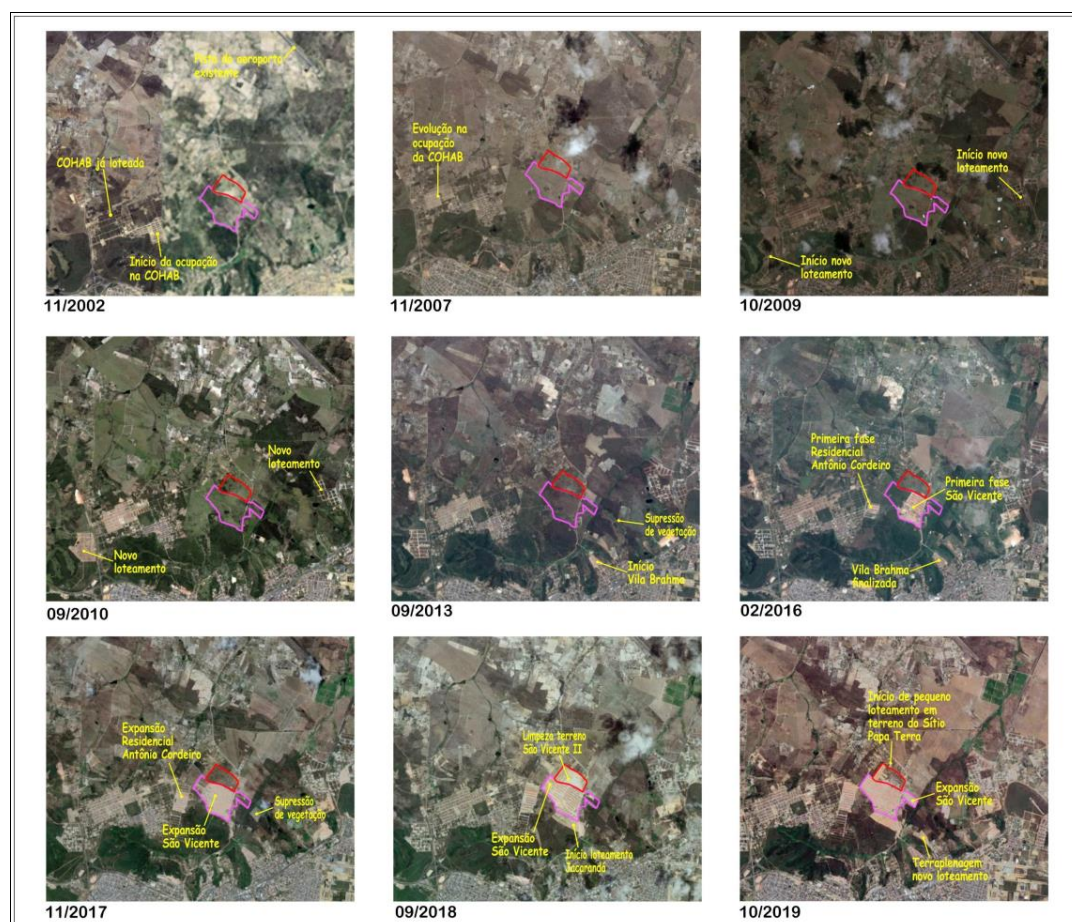 Pista do aeroporto
existente
COHAB já loteada
Início da ocupação
na COHAB
11/2002
Evolução na
ocupação
da COHAB
11/2007
Início novo
loteamento
Início novo
loteamento
10/2009
Novo
loteamento
Novo
loteamento
09/2010
Supressão
de vegetação
Início
Vila Brahma
09/2013
Primeira fase
Residencial
Antônio Cordeiro
Primeira fase
São Vicente
Vila Brahma
finalizada
02/2016
Expansão
Residencial
Antônio Cordeiro
Supressão
de vegetação
Expansão
São Vicente
11/2017
Limpeza terreno
São Vicente II
Expansão
São Vicente
Início loteamento
Jacarandá
09/2018
Início de pequeno
loteamento em
terreno do Sítio
Papa Terra
Expansão
São Vicente
Terraplenagem
novo loteamento
10/2019